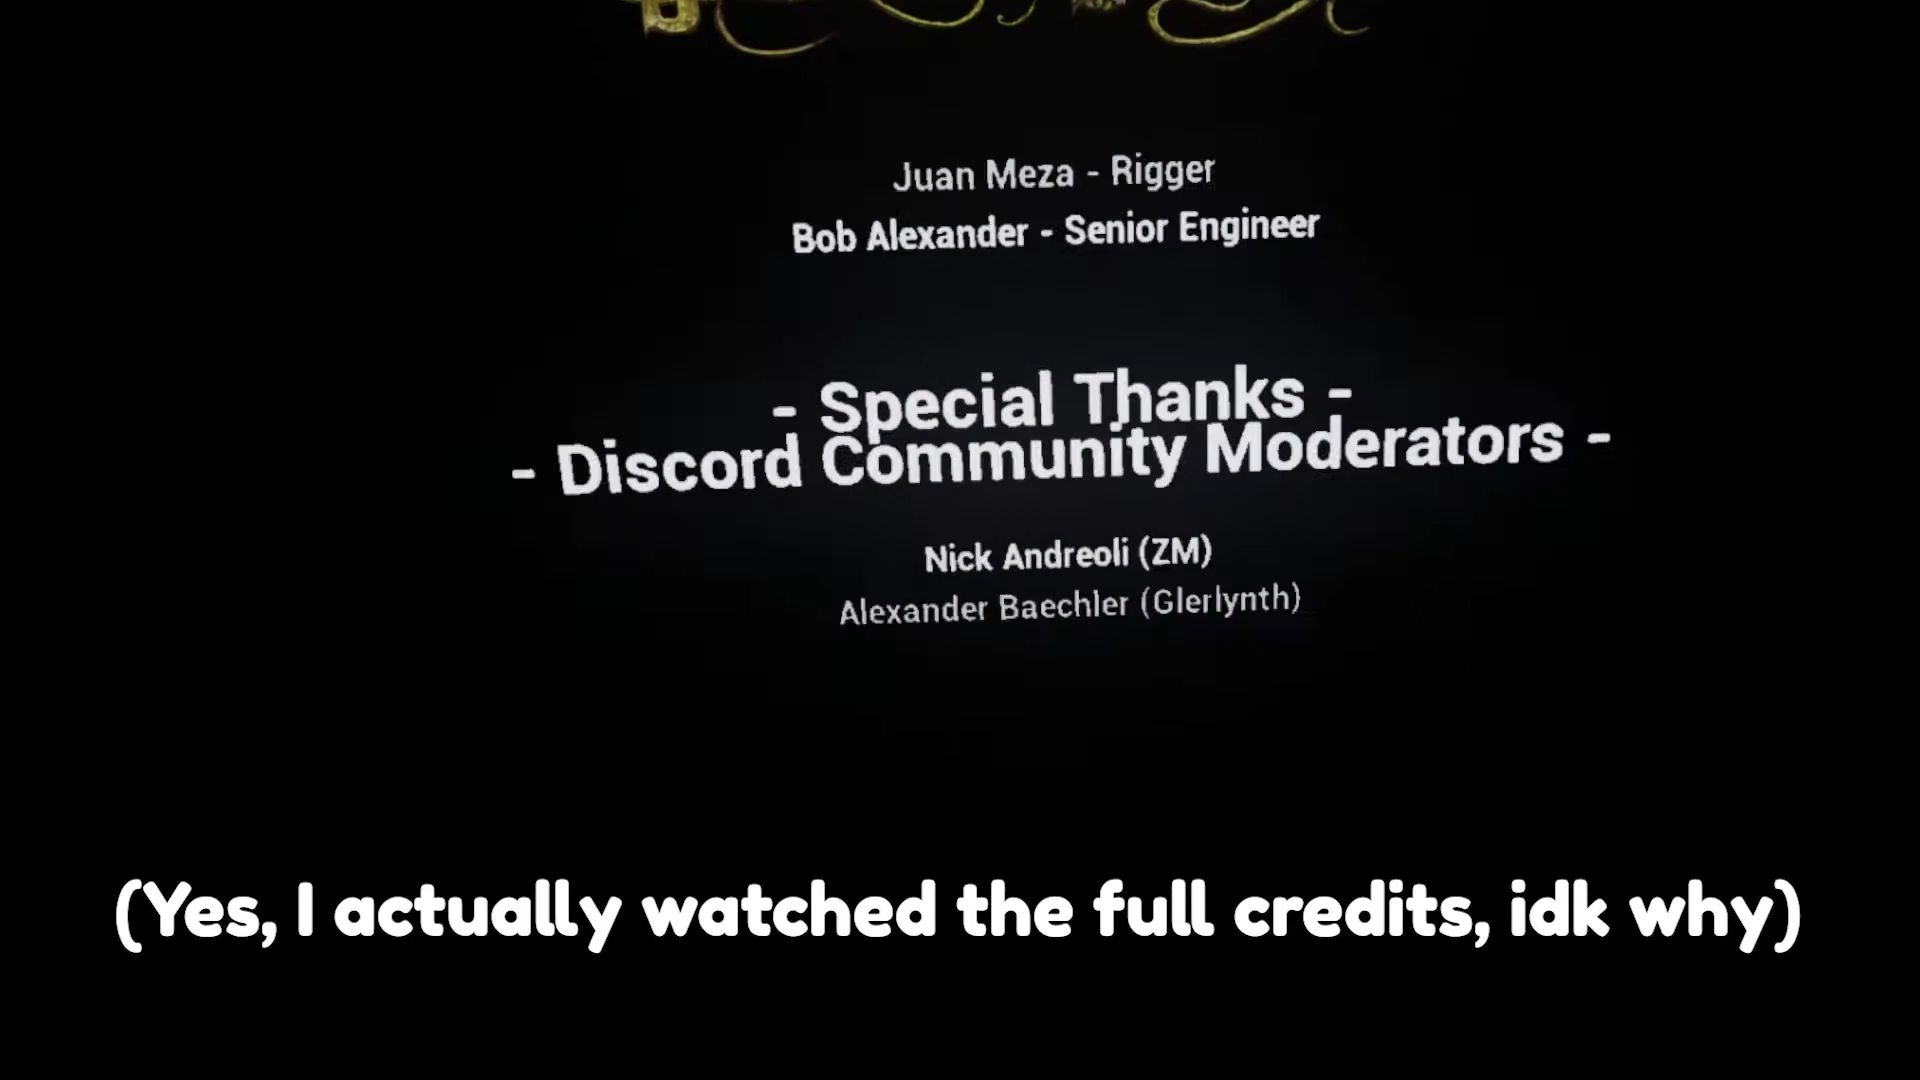 Juan Meza - Rigger
Bob Alexander - Senior Engineer
- Special Thanks -
- Discord Community Moderators -
Nick Andreoli (ZM)
Alexander Baechler (Glerlynth)
(Yes, I actually watched the full credits, idk why)